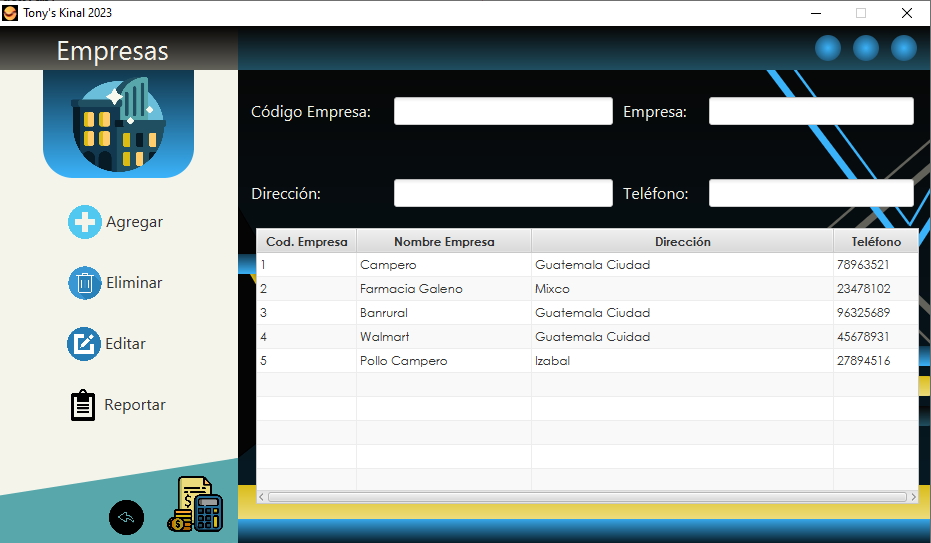 Tony's Kinal 2023
Empresas
Código Empresa:
Empresa:
Dirección:
Teléfono:
Agregar
Eliminar
Editar
Reportar
Cod. Empresa Nombre Empresa Dirección Teléfono
1 Campero Guatemala Ciudad 78963521
2 Farmacia Galeno Mixco 23478102
3 Banrural Guatemala Ciudad 96325689
4 Walmart Guatemala Cuidad 45678931
5 Pollo Campero Izabal 27894516